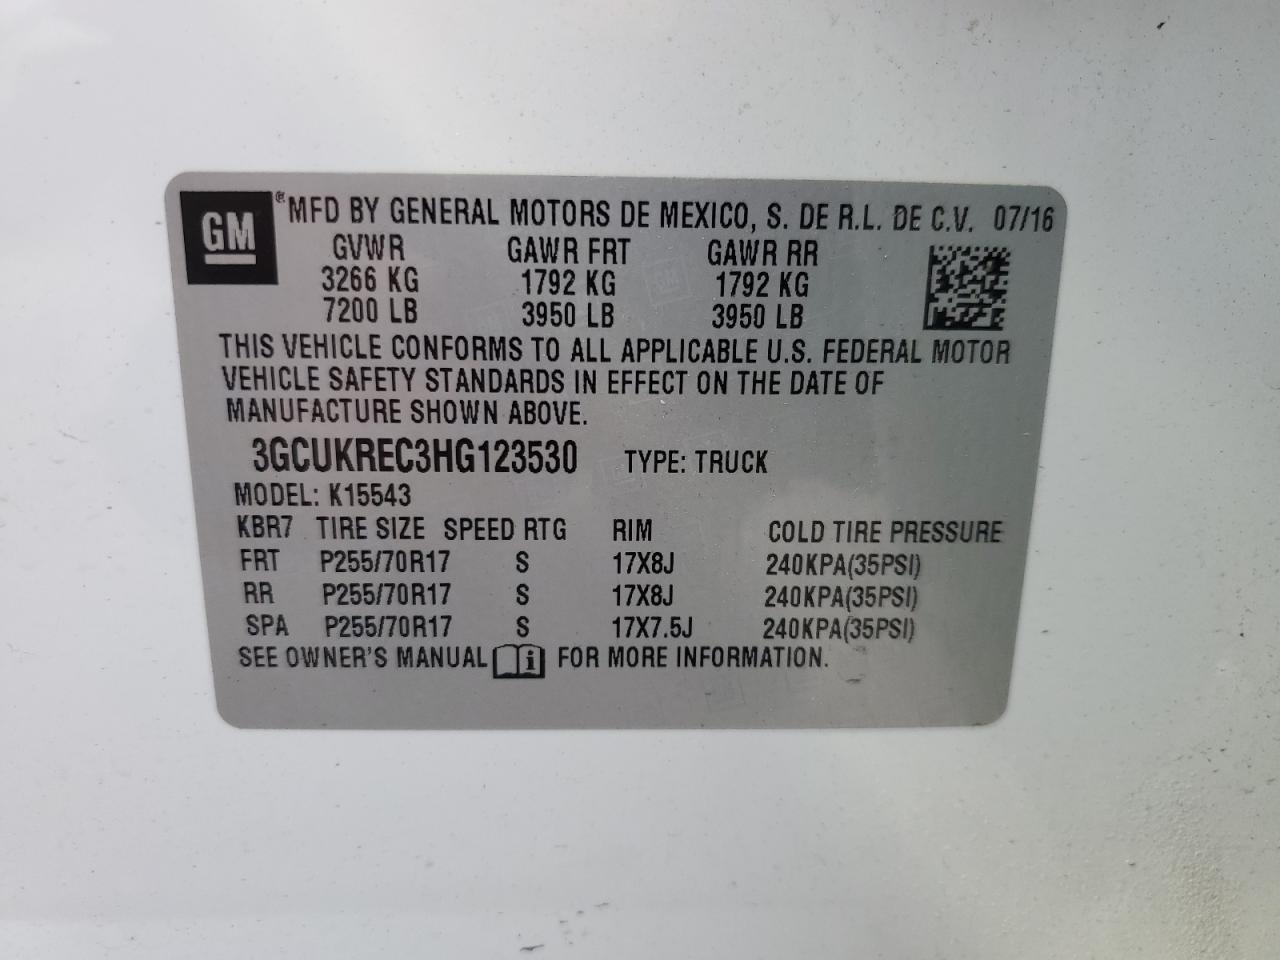 GM ® MFD BY GENERAL MOTORS DE MEXICO, S. DE R.L. DE C.V. 07/16
GVWR GAWR FRT GAWR RR
3266 KG 1792 KG 1792 KG
7200 LB 3950 LB 3950 LB
THIS VEHICLE CONFORMS TO ALL APPLICABLE U.S. FEDERAL MOTOR
VEHICLE SAFETY STANDARDS IN EFFECT ON THE DATE OF
MANUFACTURE SHOWN ABOVE.
3GCUKREC3HG123530 TYPE: TRUCK
MODEL: K15543
KBR7 TIRE SIZE SPEED RTG RIM COLD TIRE PRESSURE
FRT P255/70R17 S 17X8J 240KPA(35PSI)
RR P255/70R17 S 17X8J 240KPA(35PSI)
SPA P255/70R17 S 17X7.5J 240KPA(35PSI)
SEE OWNER'S MANUAL i FOR MORE INFORMATION.